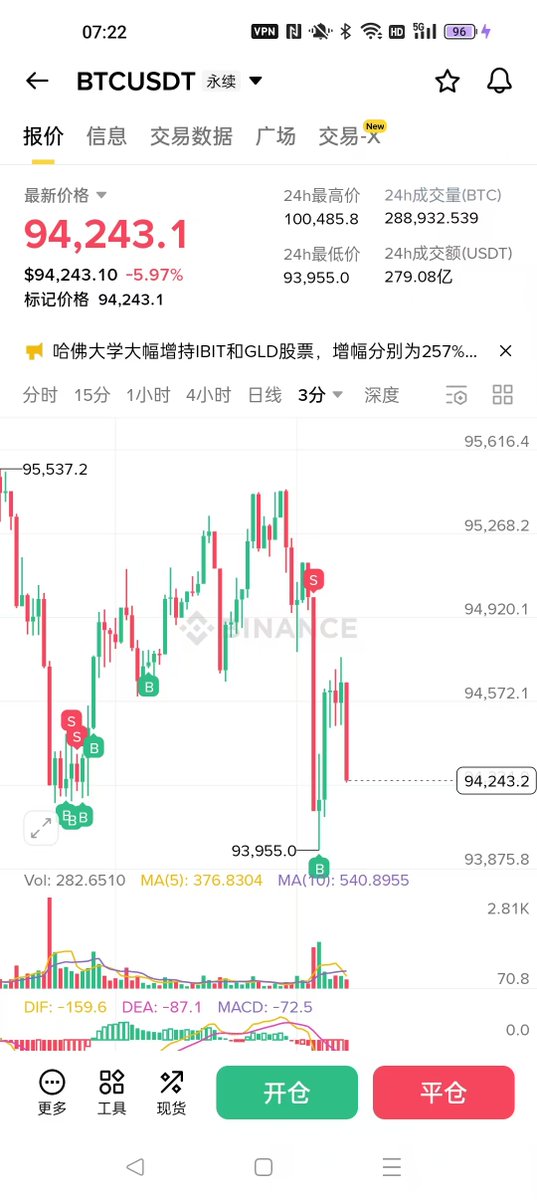 07:22 VPN HD 5G 96
BTCUSDT 永续
报价 信息 交易数据 广场 交易-X New
最新价格 24h最高价 24h成交量(BTC)
94,243.1 100,485.8 288,932.539
24h最低价 24h成交额(USDT)
$94,243.10 -5.97% 93,955.0 279.08亿
标记价格 94,243.1
哈佛大学大幅增持IBIT和GLD股票，增幅分别为257%...
分时 15分 1小时 4小时 日线 3分 深度
95,616.4
95,537.2
95,268.2
S
94,920.1
BINANCE
B
94,572.1
S
S
B
94,243.2
B B B
93,955.0
93,875.8
B
Vol: 282.6510 MA(5): 376.8304 MA(10): 540.8955
2.81K
70.8
DIF: -159.6 DEA: -87.1 MACD: -72.5
0.0
更多 工具 现货 开仓 平仓